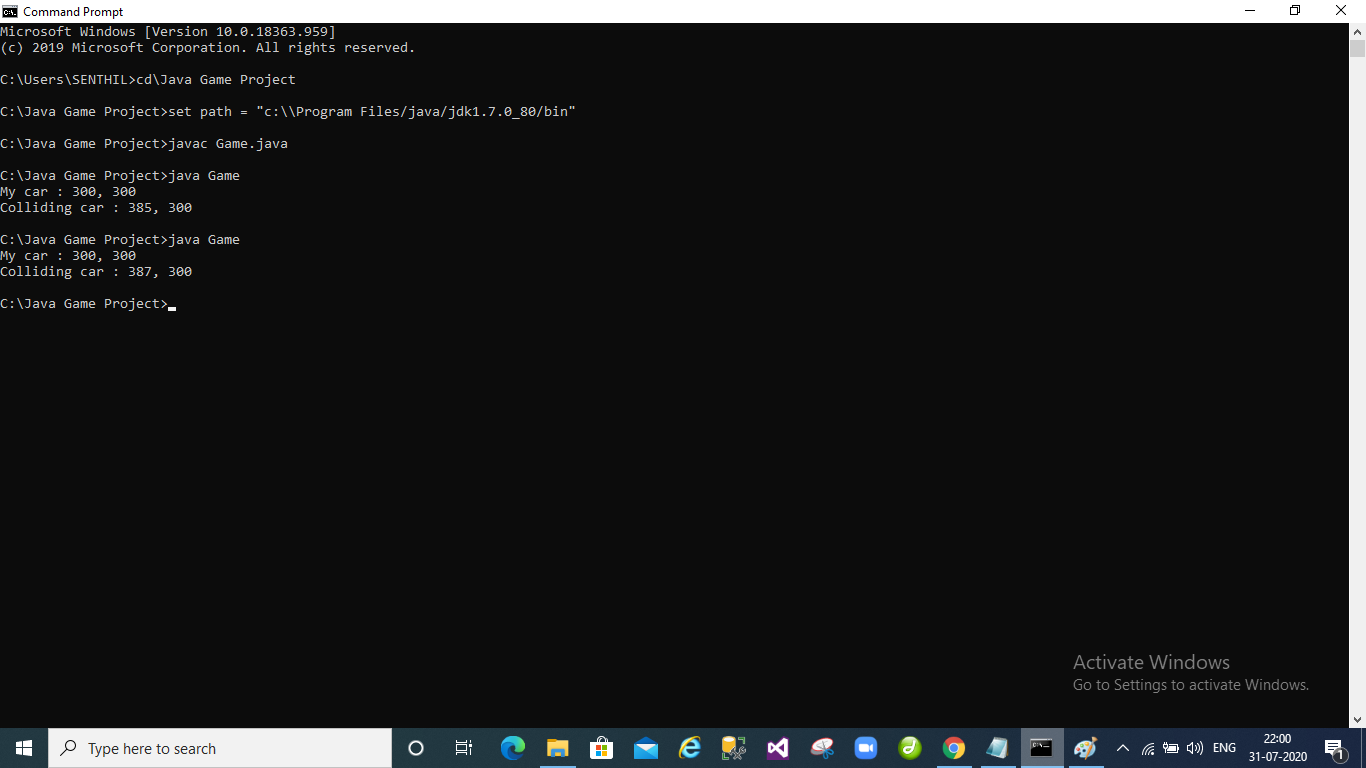 Command Prompt
Microsoft Windows [Version 10.0.18363.959]
(c) 2019 Microsoft Corporation. All rights reserved.
C:\Users\SENTHIL>cd\Java Game Project
C:\Java Game Project>set path = "c:\\Program Files/java/jdk1.7.0_80/bin"
C:\Java Game Project>javac Game.java
C:\Java Game Project>java Game
My car : 300, 300
Colliding car : 385, 300
C:\Java Game Project>java Game
My car : 300, 300
Colliding car : 387, 300
C:\Java Game Project>
Activate Windows
Go to Settings to activate Windows.
Type here to search
ENG
22:00
31-07-2020
1